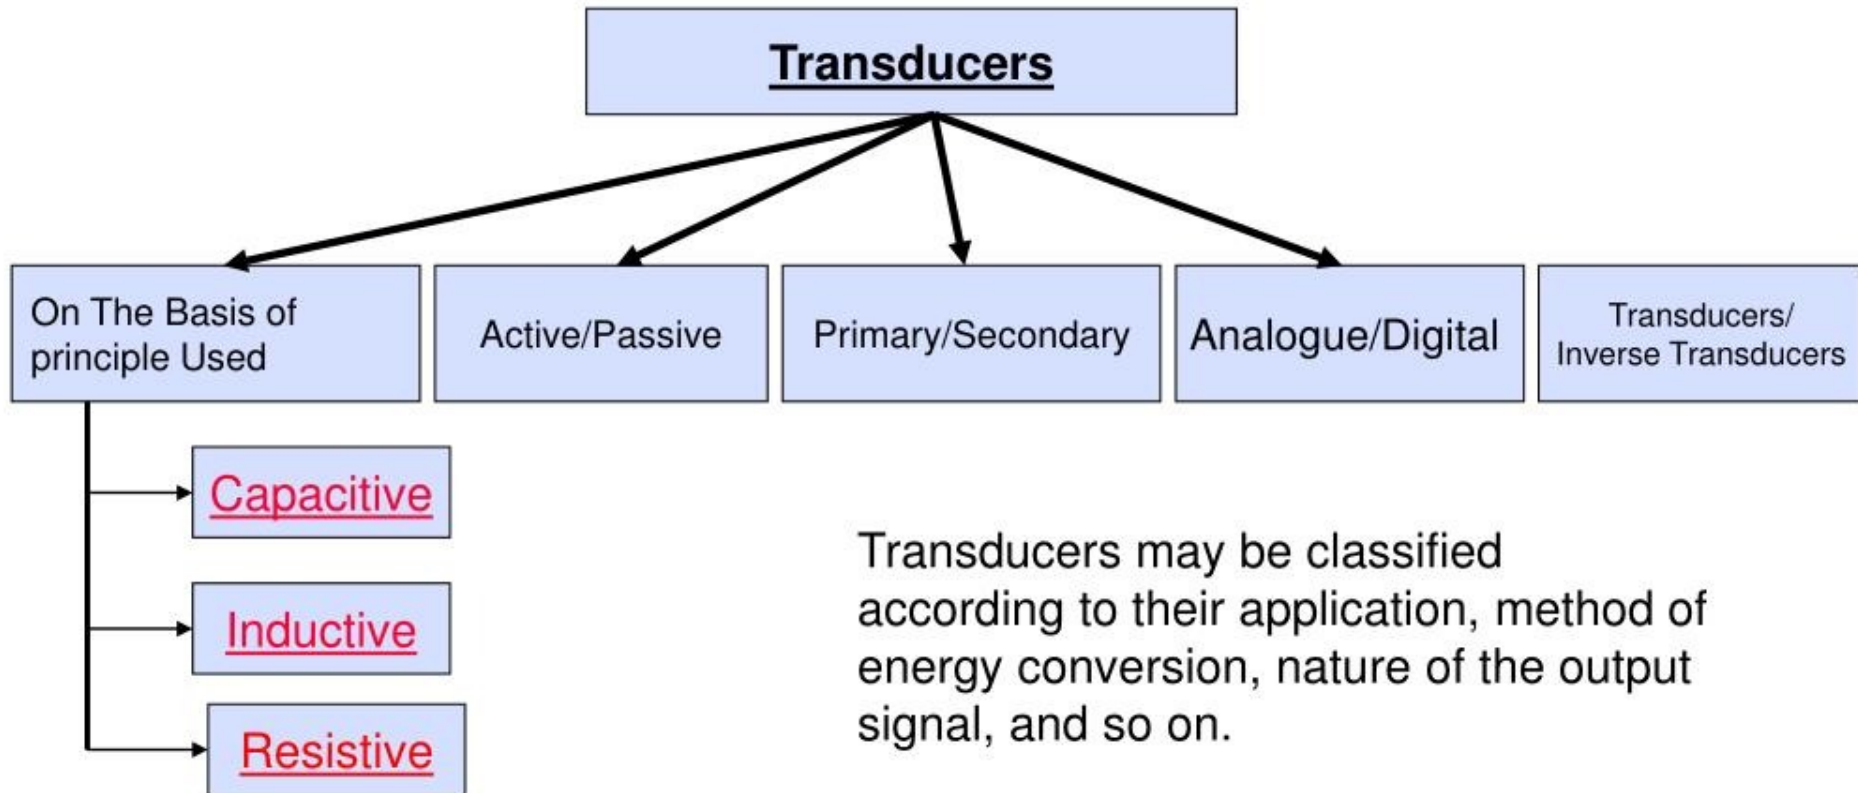 Transducers
On The Basis of
principle Used
Active/Passive
Primary/Secondary
Analogue/Digital
Transducers/
Inverse Transducers
Capacitive
Inductive
Resistive
Transducers may be classified
according to their application, method of
energy conversion, nature of the output
signal, and so on.